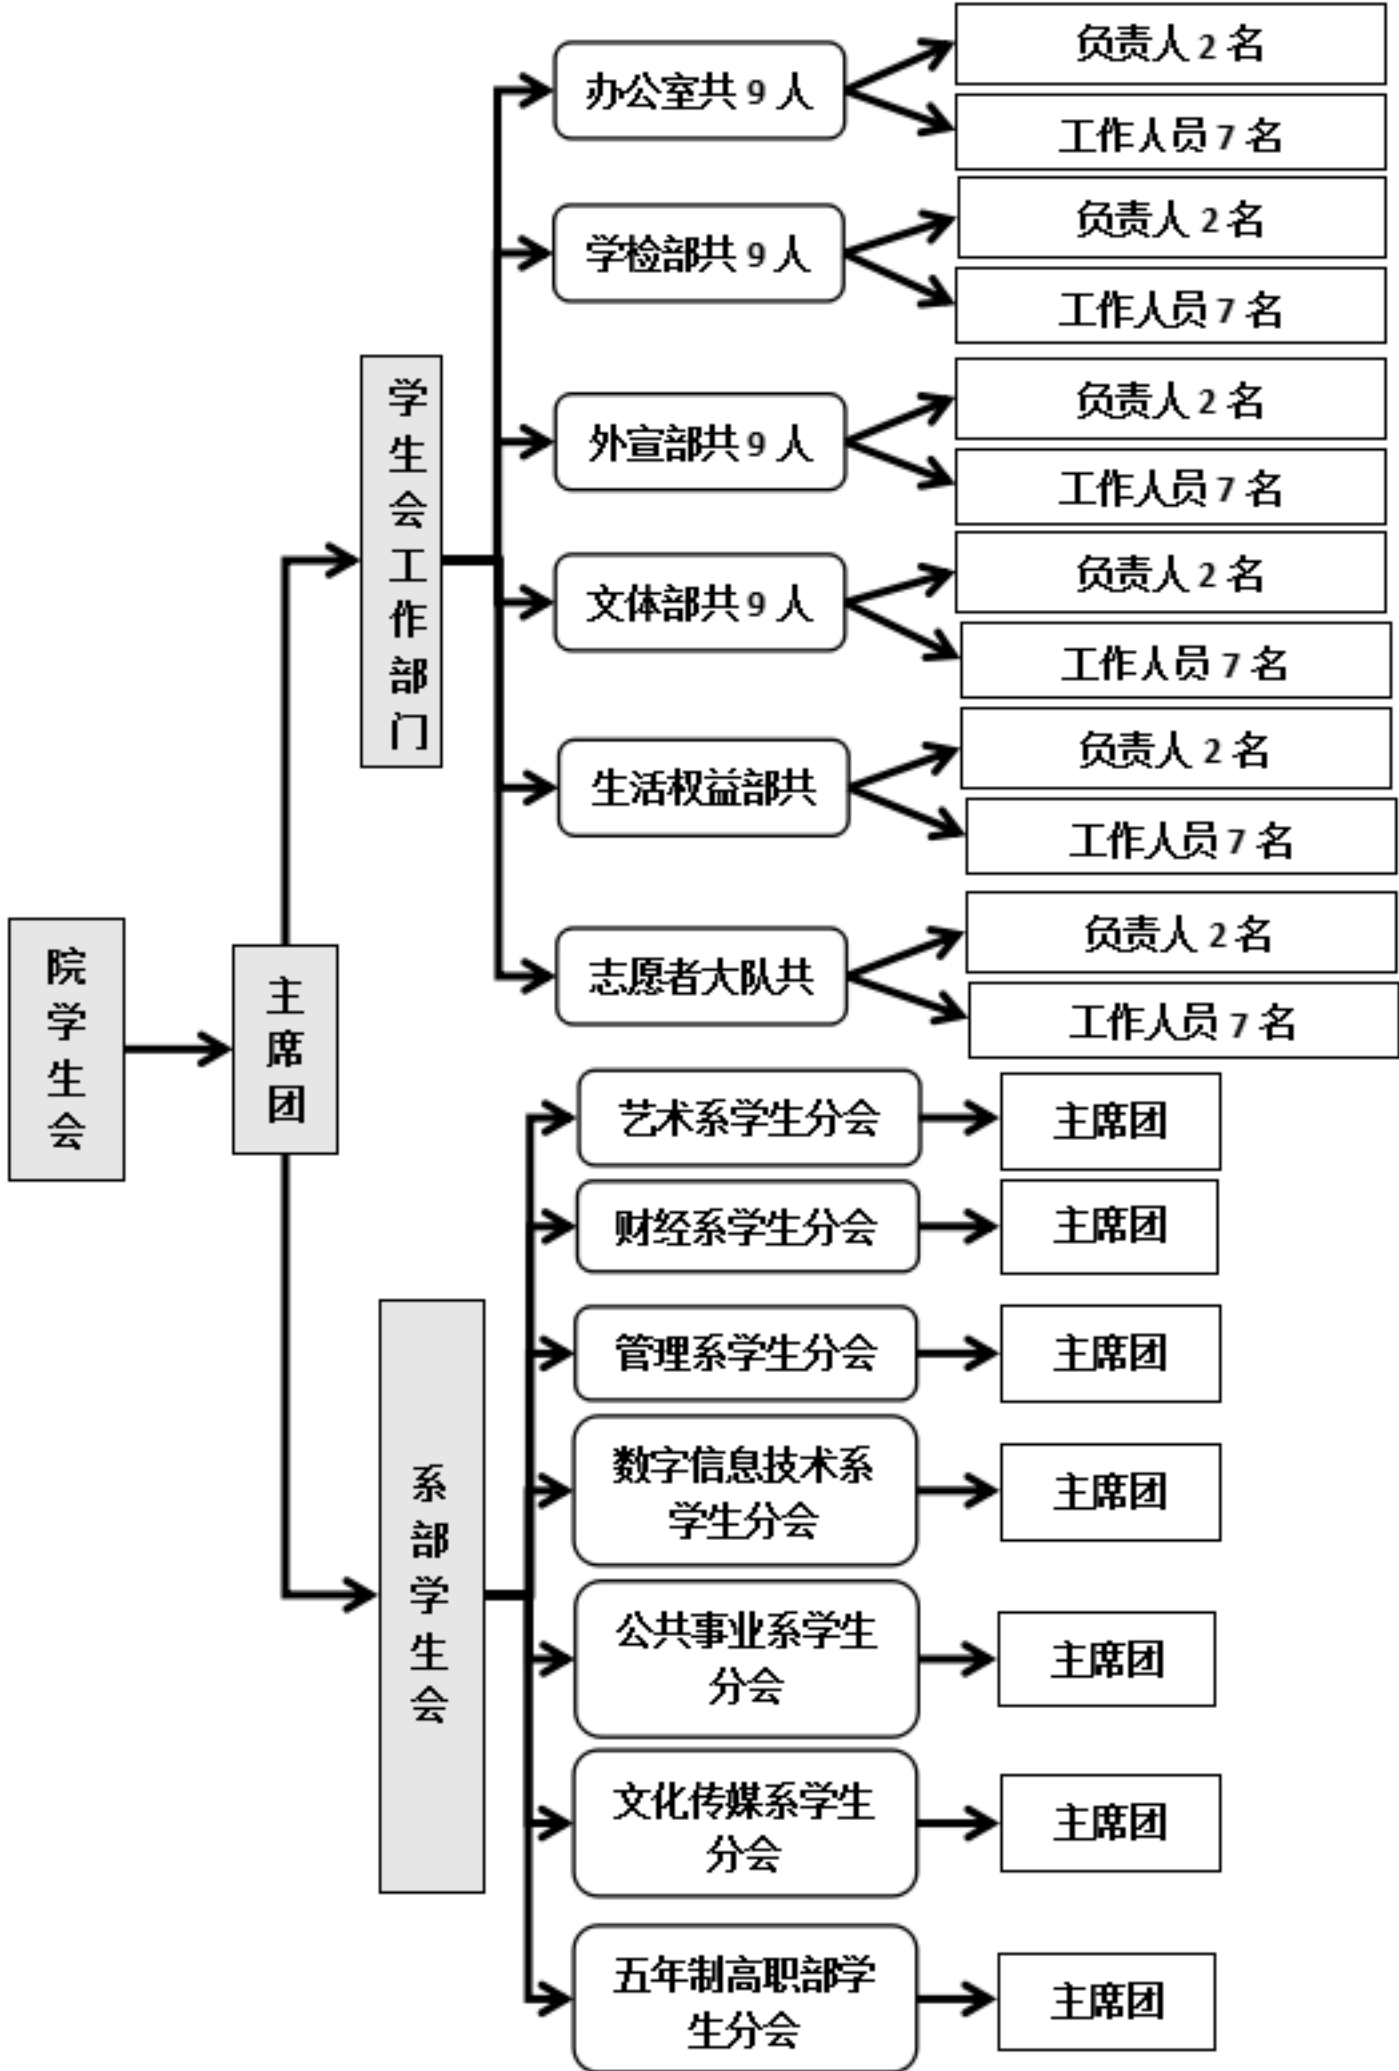 院学生会
主席团
学生会工作部门
办公室共 9 人
负责人 2 名
工作人员 7 名
学检部共 9 人
负责人 2 名
工作人员 7 名
外宣部共 9 人
负责人 2 名
工作人员 7 名
文体部共 9 人
负责人 2 名
工作人员 7 名
生活权益部共
负责人 2 名
工作人员 7 名
志愿者大队共
负责人 2 名
工作人员 7 名
系部学生会
艺术系学生分会
主席团
财经系学生分会
主席团
管理系学生分会
主席团
数字信息技术系
学生分会
主席团
公共事业系学生
分会
主席团
文化传媒系学生
分会
主席团
五年制高职部学
生分会
主席团